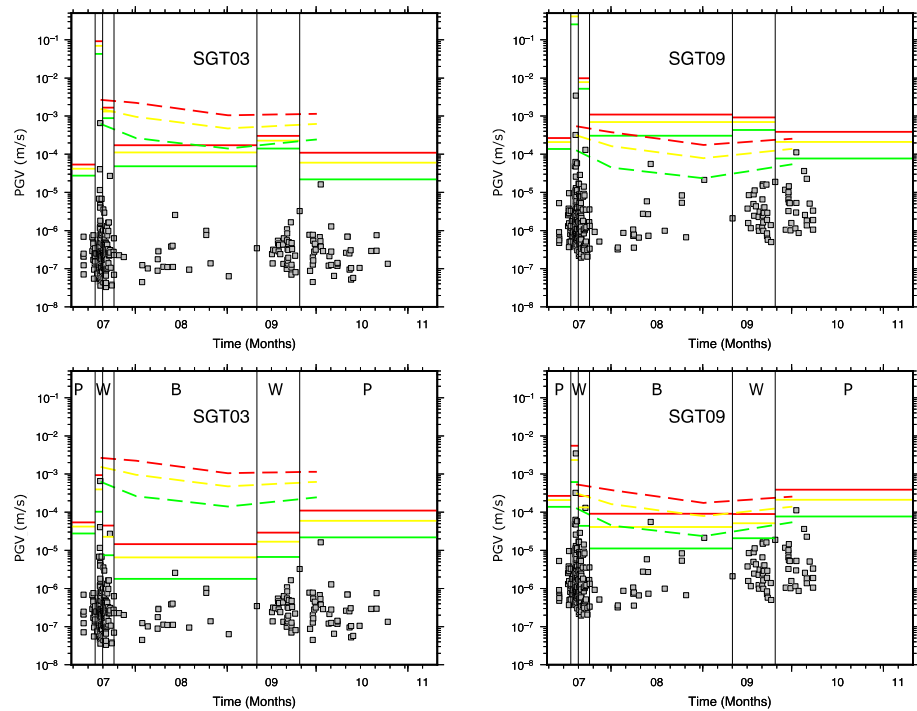 SGT03
PGV (m/s)
10⁻¹
10⁻²
10⁻³
10⁻⁴
10⁻⁵
10⁻⁶
10⁻⁷
10⁻⁸
07 08 09 10 11
Time (Months)
SGT09
PGV (m/s)
10⁻¹
10⁻²
10⁻³
10⁻⁴
10⁻⁵
10⁻⁶
10⁻⁷
10⁻⁸
07 08 09 10 11
Time (Months)
P W B W P
SGT03
PGV (m/s)
10⁻¹
10⁻²
10⁻³
10⁻⁴
10⁻⁵
10⁻⁶
10⁻⁷
10⁻⁸
07 08 09 10 11
Time (Months)
P W B W P
SGT09
PGV (m/s)
10⁻¹
10⁻²
10⁻³
10⁻⁴
10⁻⁵
10⁻⁶
10⁻⁷
10⁻⁸
07 08 09 10 11
Time (Months)